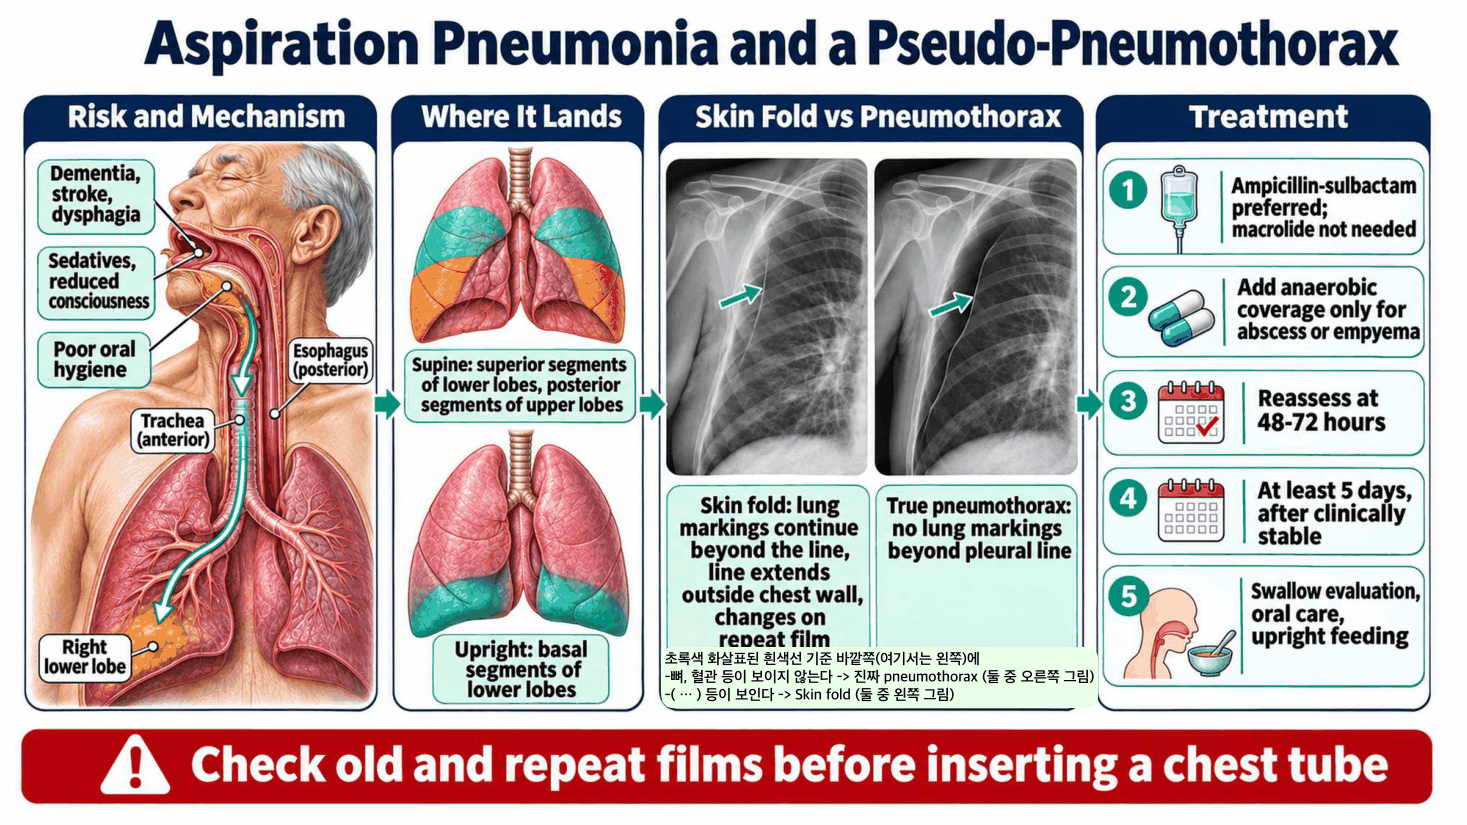 Aspiration Pneumonia and a Pseudo-Pneumothorax
Risk and Mechanism
Dementia,
stroke,
dysphagia
Sedatives,
reduced
consciousness
Poor oral
hygiene
Esophagus
(posterior)
Trachea
(anterior)
Right
lower lobe
Where It Lands
Supine: superior segments
of lower lobes, posterior
segments of upper lobes
Upright: basal
segments of
lower lobes
Skin Fold vs Pneumothorax
Skin fold: lung
markings continue
beyond the line,
line extends
outside chest wall,
changes on
repeat film
True pneumothorax:
no lung markings
beyond pleural line
초록색 화살표된 흰색선 기준 바깥쪽(여기서는 왼쪽)에
-뼈, 혈관 등이 보이지 않는다 -> 진짜 pneumothorax (둘 중 오른쪽 그림)
-( … ) 등이 보인다 -> Skin fold (둘 중 왼쪽 그림)
Treatment
1
Ampicillin-sulbactam
preferred;
macrolide not needed
2
Add anaerobic
coverage only for
abscess or empyema
3
Reassess at
48-72 hours
4
At least 5 days,
after clinically
stable
5
Swallow evaluation,
oral care,
upright feeding
Check old and repeat films before inserting a chest tube